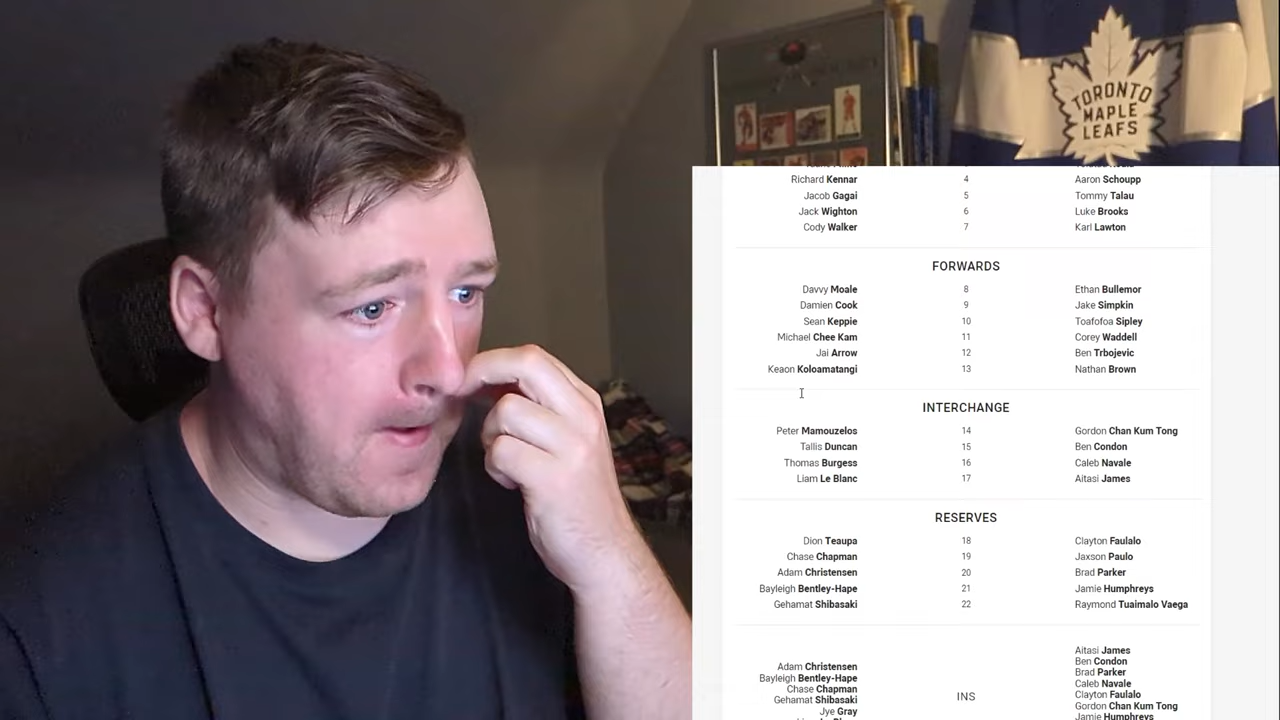 TORONTO
MAPLE
LEAFS
Richard Kennar 4 Aaron Schoupp
Jacob Gagai 5 Tommy Talau
Jack Wighton 6 Luke Brooks
Cody Walker 7 Karl Lawton
FORWARDS
Davvy Moale 8 Ethan Bullemor
Damien Cook 9 Jake Simpkin
Sean Keppie 10 Toafofoa Sipley
Michael Chee Kam 11 Corey Waddell
Jai Arrow 12 Ben Trbojevic
Keaon Koloamatangi 13 Nathan Brown
INTERCHANGE
Peter Mamouzelos 14 Gordon Chan Kum Tong
Tallis Duncan 15 Ben Condon
Thomas Burgess 16 Caleb Navale
Liam Le Blanc 17 Aitasi James
RESERVES
Dion Teaupa 18 Clayton Faulalo
Chase Chapman 19 Jaxson Paulo
Adam Christensen 20 Brad Parker
Bayleigh Bentley-Hape 21 Jamie Humphreys
Gehamat Shibasaki 22 Raymond Tuaimalo Vaega
INS
Adam Christensen
Bayleigh Bentley-Hape
Chase Chapman
Gehamat Shibasaki
Jye Gray
Aitasi James
Ben Condon
Brad Parker
Caleb Navale
Clayton Faulalo
Gordon Chan Kum Tong
Jamie Humphreys